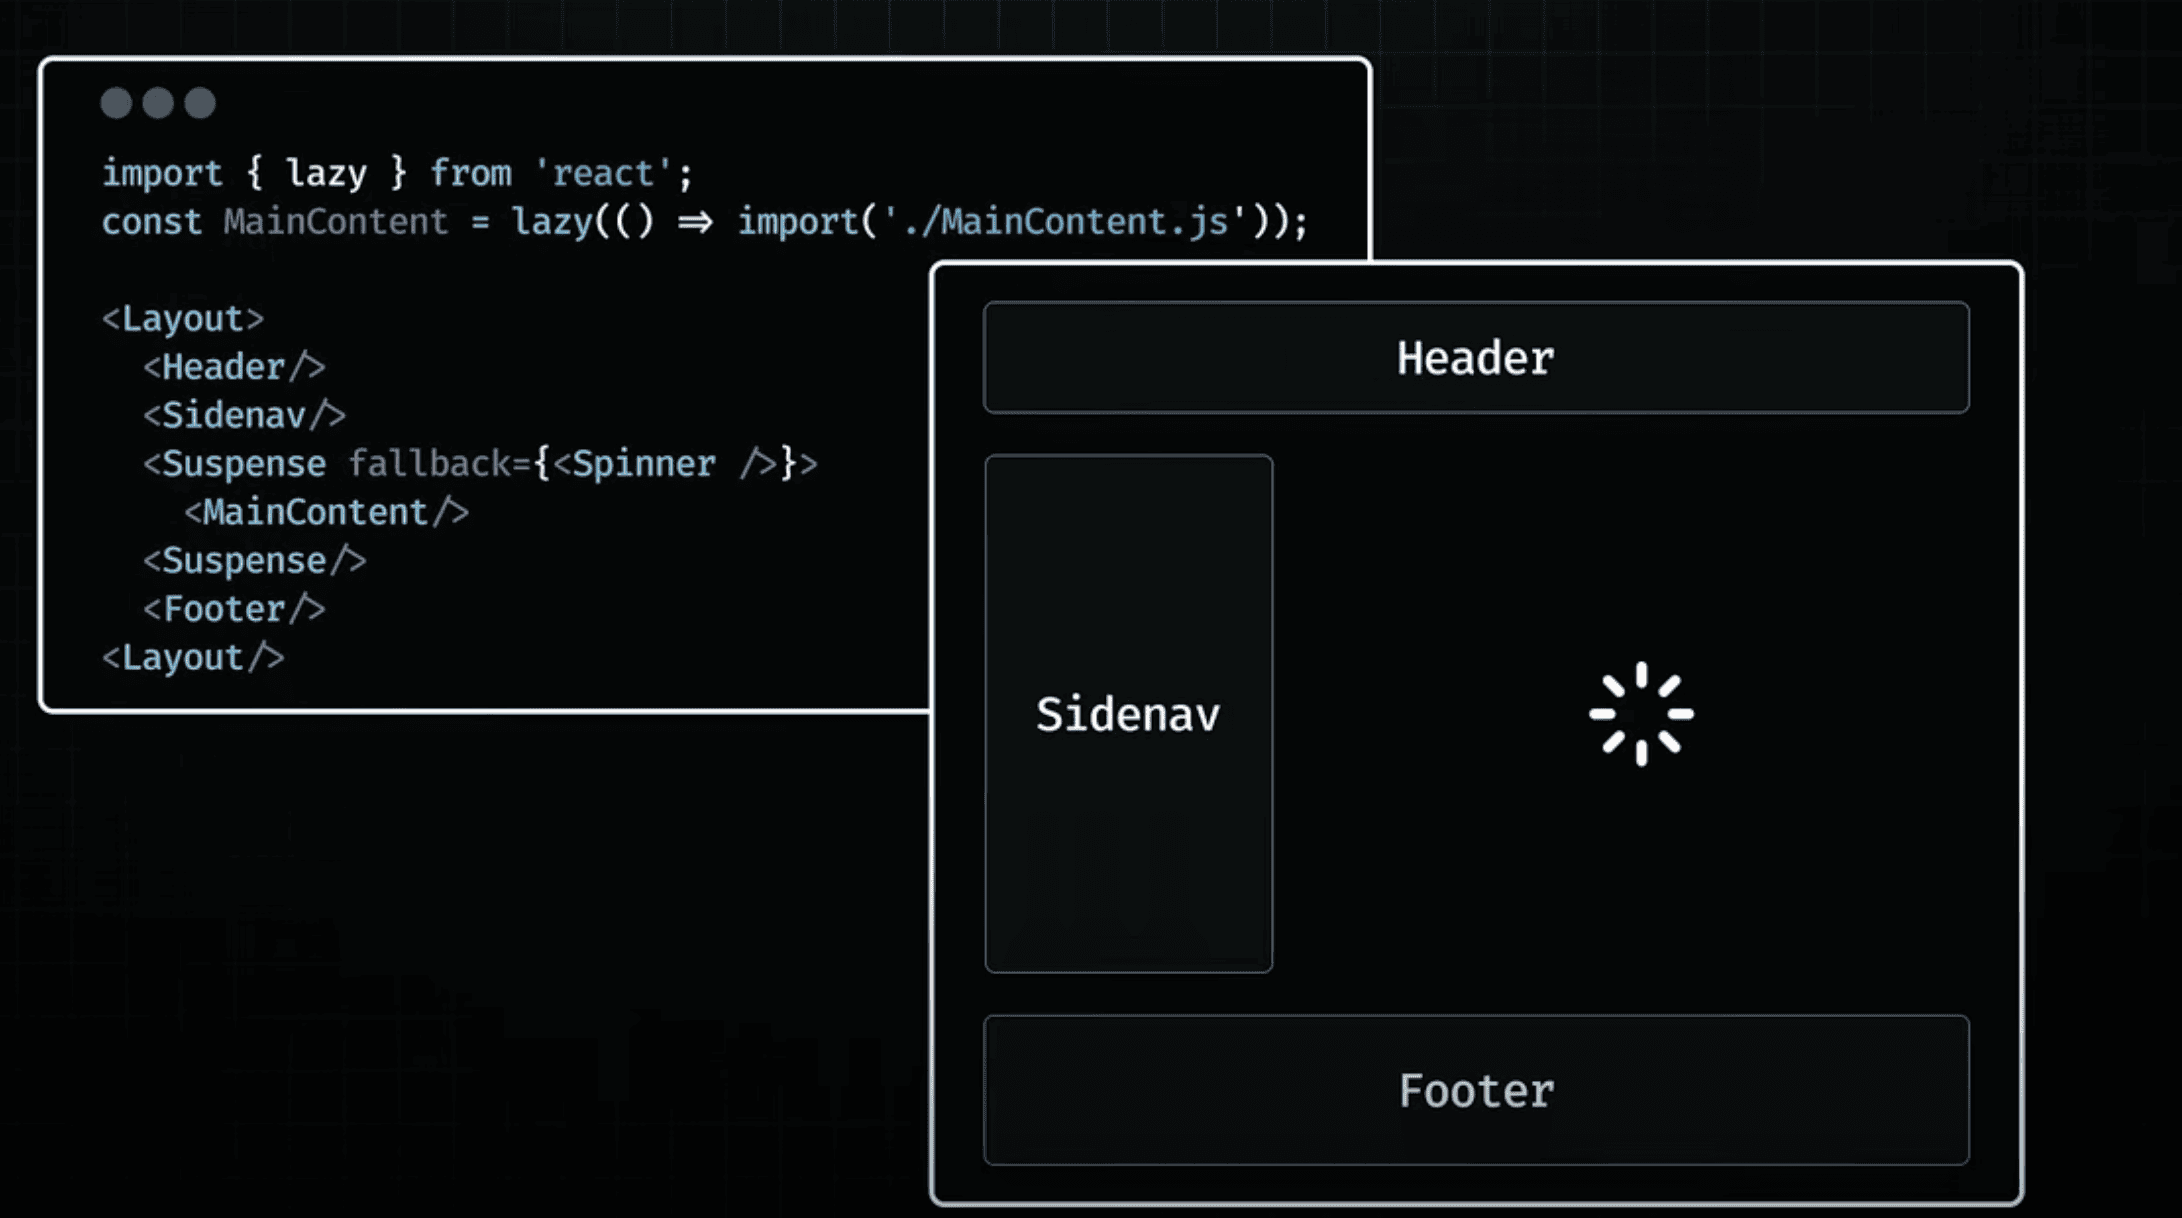 import { lazy } from 'react';
const MainContent = lazy(() => import('./MainContent.js'));
<Layout>
  <Header/>
  <Sidenav/>
  <Suspense fallback={<Spinner />}>
    <MainContent/>
  <Suspense/>
  <Footer/>
<Layout/>
Header
Sidenav
Footer